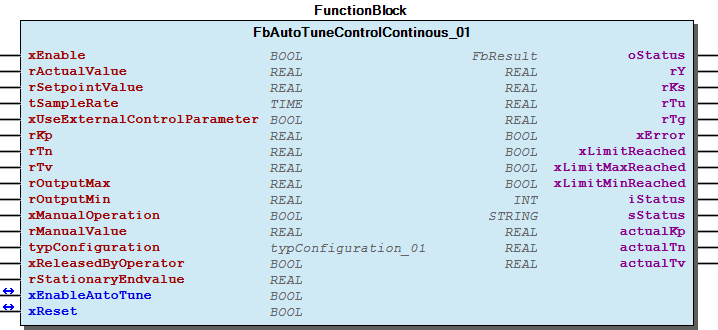 FunctionBlock
FbAutoTuneControlContinous_01
xEnable BOOL FbResult oStatus
rActualValue REAL REAL rY
rSetpointValue REAL REAL rKs
tSampleRate TIME REAL rTu
xUseExternalControlParameter BOOL REAL rTg
rKp REAL BOOL xError
rTn REAL BOOL xLimitReached
rTv REAL BOOL xLimitMaxReached
rOutputMax REAL BOOL xLimitMinReached
rOutputMin REAL INT iStatus
xManualOperation BOOL STRING sStatus
rManualValue REAL REAL actualKp
typConfiguration typConfiguration_01 REAL actualTn
xReleasedByOperator BOOL REAL actualTv
rStationaryEndvalue REAL
xEnableAutoTune BOOL
xReset BOOL